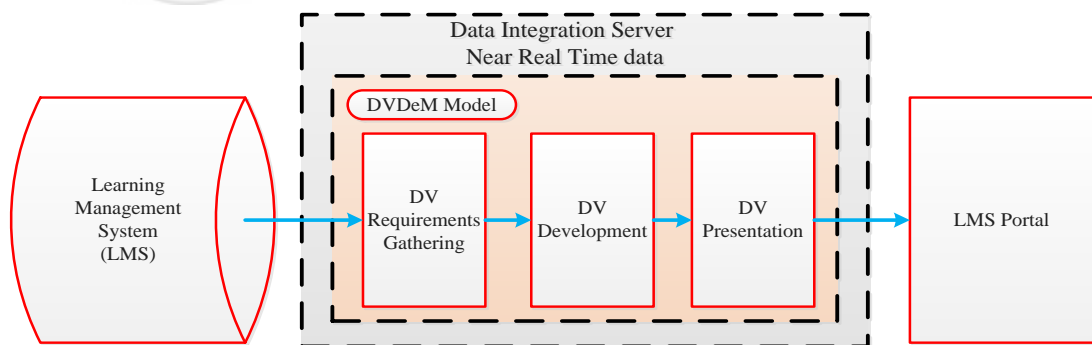 Data Integration Server
Near Real Time data
DVDeM Model
Learning
Management
System
(LMS)
DV
Requirements
Gathering
DV
Development
DV
Presentation
LMS Portal